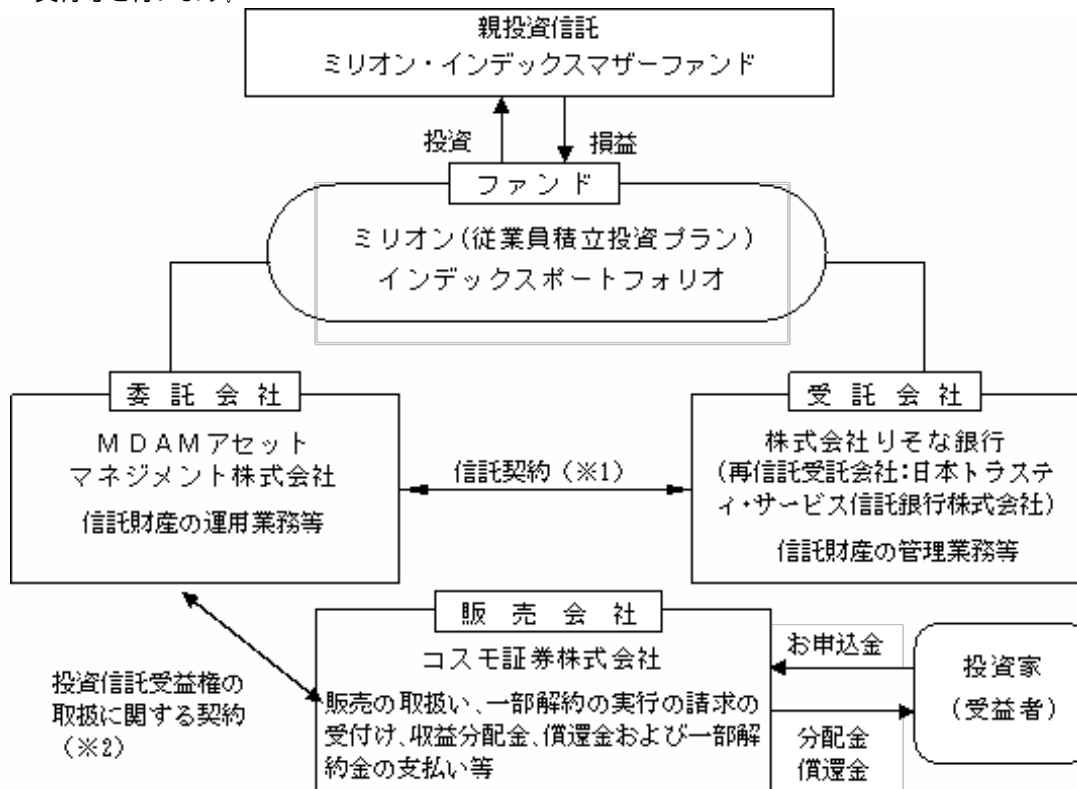 親投資信託
ミリオン・インデックスマザーファンド
投資
損益
ファンド
ミリオン(従業員積立投資プラン)
インデックスポートフォリオ
委託会社
MDAMアセット
マネジメント株式会社
信託財産の運用業務等
信託契約(※1)
受託会社
株式会社りそな銀行
(再信託受託会社:日本トラステ
ィ・サービス信託銀行株式会社)
信託財産の管理業務等
投資信託受益権の
取扱に関する契約
(※2)
販売会社
コスモ証券株式会社
販売の取扱い、一部解約の実行の請求の
受付け、収益分配金、償還金および一部解
約金の支払い等
お申込金
分配金
償還金
投資家
(受益者)